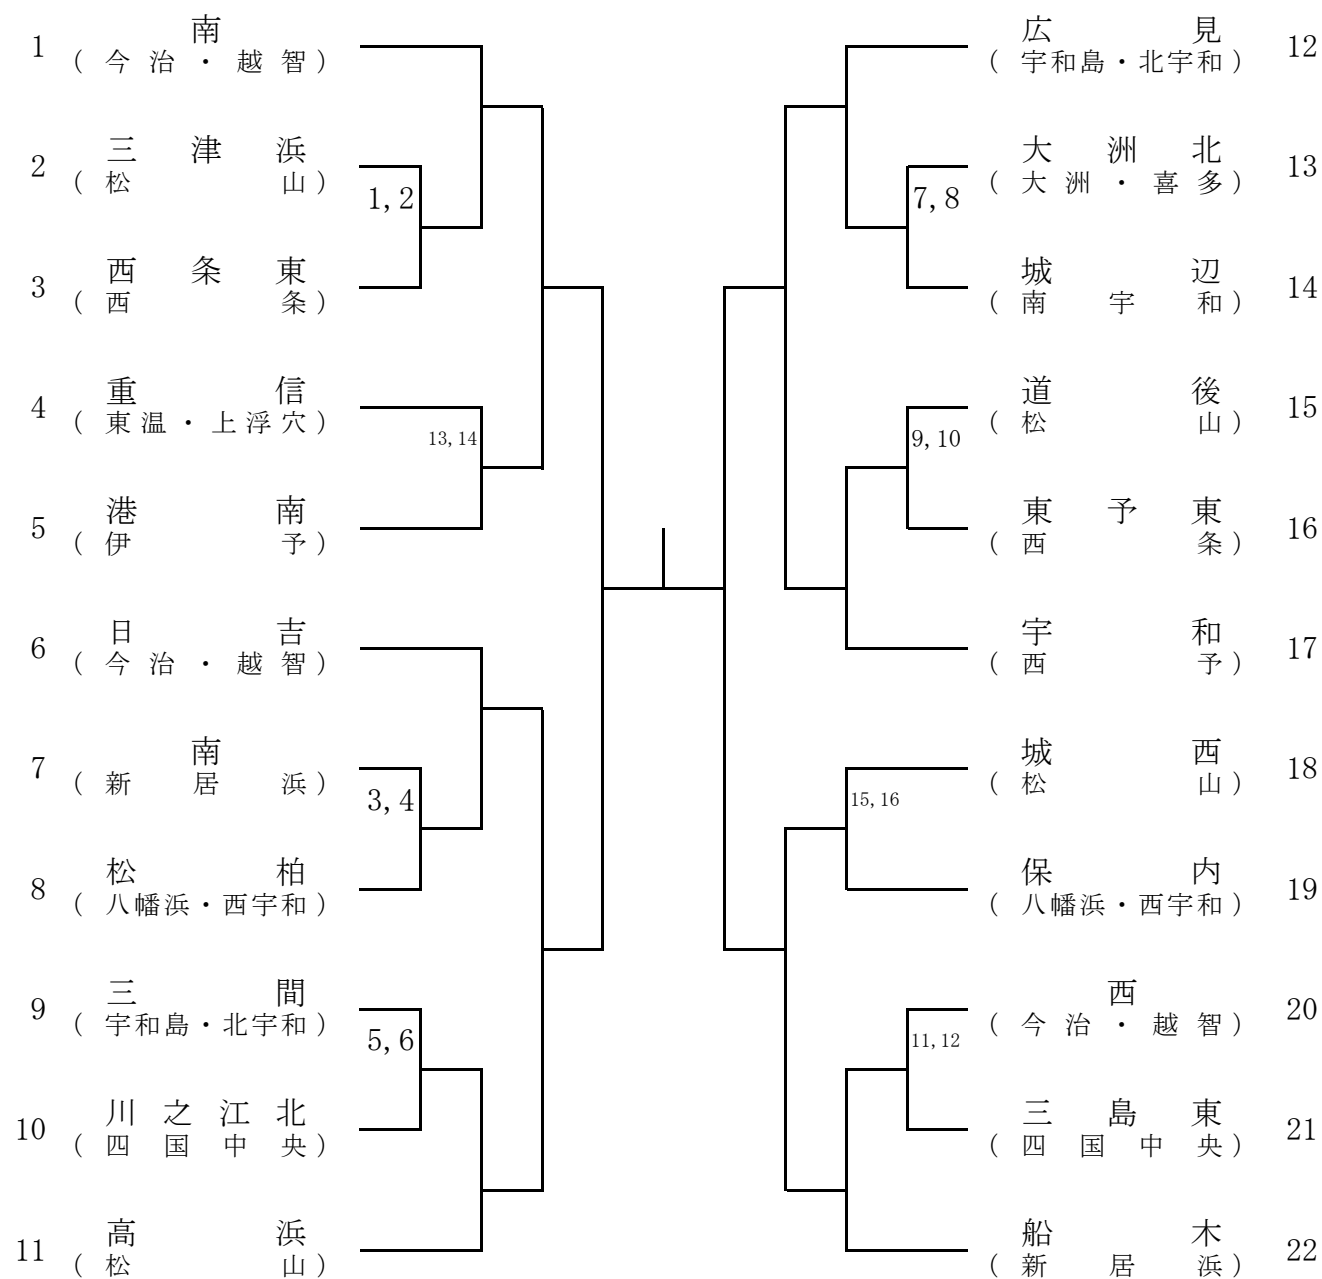 1 南
(今治・越智)
2 三津浜
(松山)
1,2
3 西条東
(西条)
4 重信
(東温・上浮穴)
13,14
5 港南
(伊予)
6 日吉
(今治・越智)
7 南
(新居浜)
3,4
8 松柏
(八幡浜・西宇和)
9 三間
(宇和島・北宇和)
5,6
10 川之江北
(四国中央)
11 高浜
(松山)
広見 12
(宇和島・北宇和)
大洲北 13
(大洲・喜多)
7,8
城辺 14
(南宇和)
道後 15
(松山)
9,10
東予東 16
(西条)
宇和 17
(西予)
城西 18
(松山)
15,16
保内 19
(八幡浜・西宇和)
西 20
(今治・越智)
11,12
三島東 21
(四国中央)
船木 22
(新居浜)